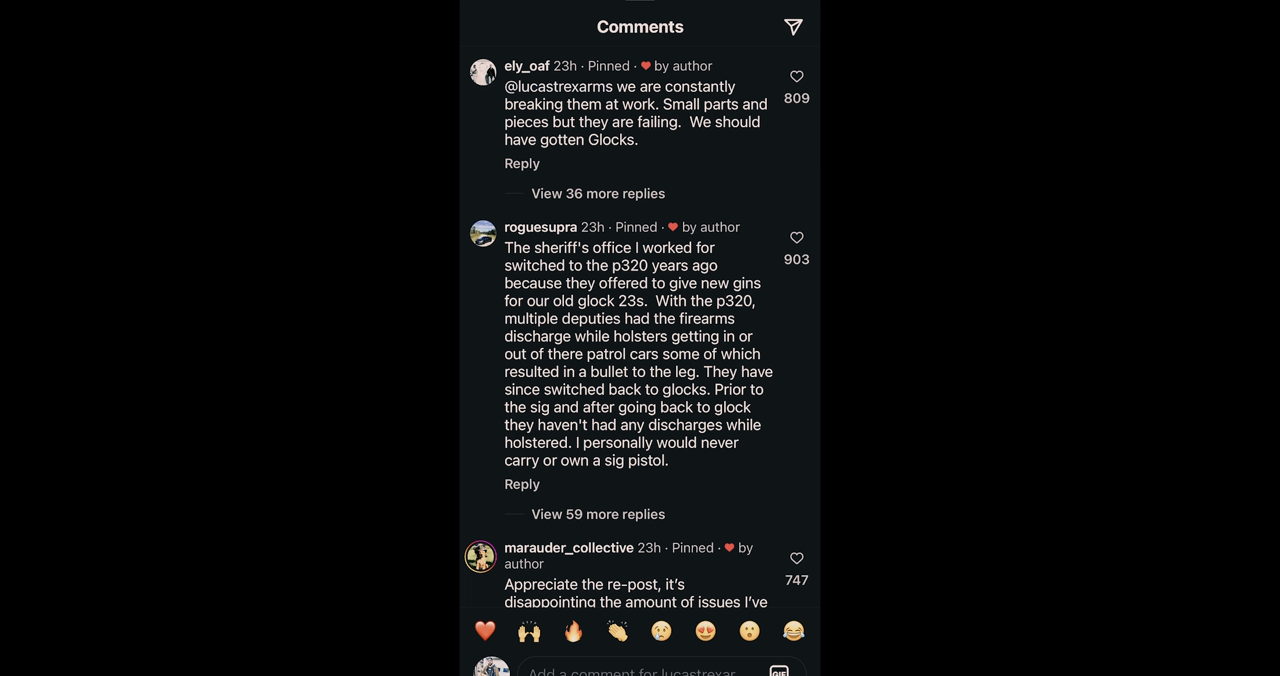 Comments
ely_oaf 23h · Pinned · ❤️ by author
@lucastrexarms we are constantly
breaking them at work. Small parts and
pieces but they are failing.  We should
have gotten Glocks.
809
Reply
View 36 more replies
roguesupra 23h · Pinned · ❤️ by author
The sheriff's office I worked for
switched to the p320 years ago
because they offered to give new gins
for our old glock 23s.  With the p320,
multiple deputies had the firearms
discharge while holsters getting in or
out of there patrol cars some of which
resulted in a bullet to the leg. They have
since switched back to glocks. Prior to
the sig and after going back to glock
they haven't had any discharges while
holstered. I personally would never
carry or own a sig pistol.
903
Reply
View 59 more replies
marauder_collective 23h · Pinned · ❤️ by
author
Appreciate the re-post, it’s
disappointing the amount of issues I’ve
747
❤️ 🙌 🔥 👏 😢 😍 😮 😂
Add a comment for lucastrexar
GIF